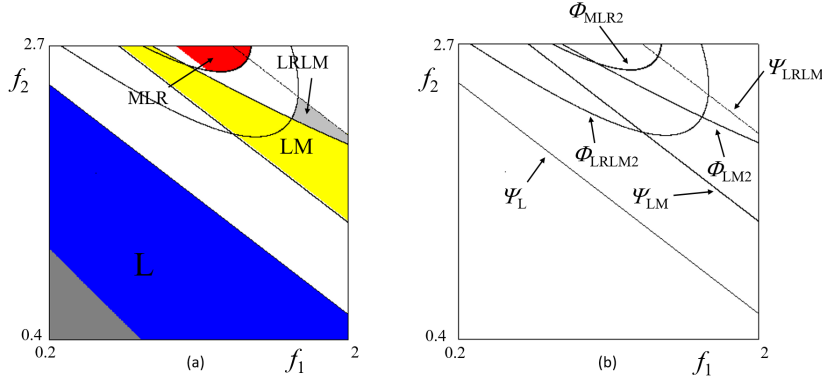 2.7
f2
LRLM
MLR
LM
L
0.4
0.2
(a)
f1
2
ΦMLR2
2.7
f2
ΨLRLM
ΦLRLM2
ΦLM2
ΨL
ΨLM
0.4
0.2
(b)
f1
2